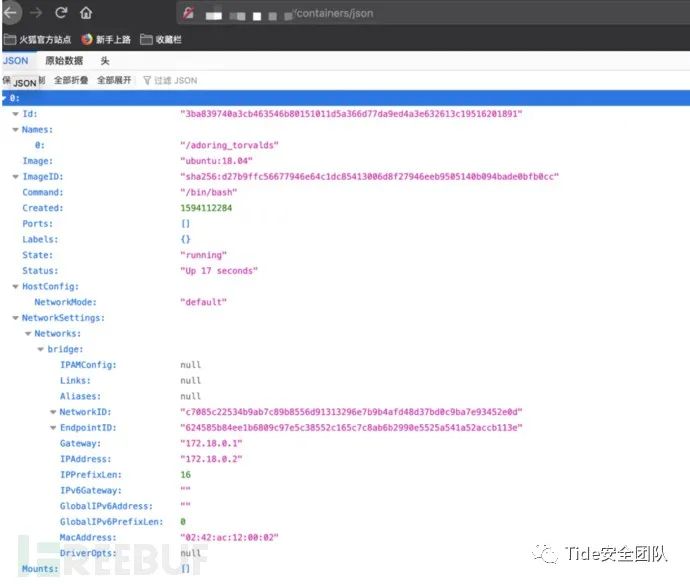 /containers/json
火狐官方站点 新手上路 收藏栏
JSON 原始数据 头
保 制 全部折叠 全部展开 过滤 JSON
JSON
0:
Id: "3ba839740a3cb463546b80151011d5a366d77da9ed4a3e632613c19516201891"
Names:
0: "/adoring_torvalds"
Image: "ubuntu:18.04"
ImageID: "sha256:d27b9ffc56677946e64c1dc85413006d8f27946eeb9505140b094bade0bfb0cc"
Command: "/bin/bash"
Created: 1594112284
Ports: []
Labels: {}
State: "running"
Status: "Up 17 seconds"
HostConfig:
NetworkMode: "default"
NetworkSettings:
Networks:
bridge:
IPAMConfig: null
Links: null
Aliases: null
NetworkID: "c7085c22534b9ab7c89b8556d91313296e7b9b4afd48d37bd0c9ba7e93452e0d"
EndpointID: "624585b84ee1b6809c97e5c38552c165c7c8ab6b2990e5525a541a52accb113e"
Gateway: "172.18.0.1"
IPAddress: "172.18.0.2"
IPPrefixLen: 16
IPv6Gateway: ""
GlobalIPv6Address: ""
GlobalIPv6PrefixLen: 0
MacAddress: "02:42:ac:12:00:02"
DriverOpts: null
Mounts: []
FREEBUF
Tide安全团队